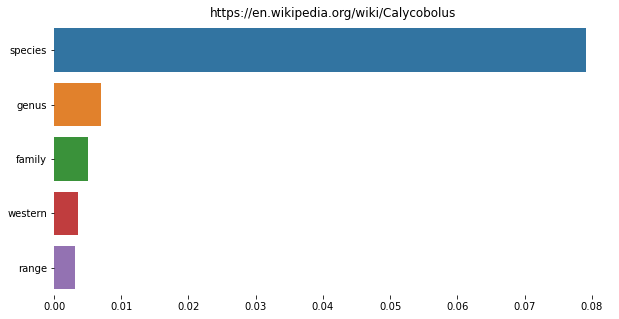 https://en.wikipedia.org/wiki/Calycobolus
species
genus
family
western
range
0.00 0.01 0.02 0.03 0.04 0.05 0.06 0.07 0.08